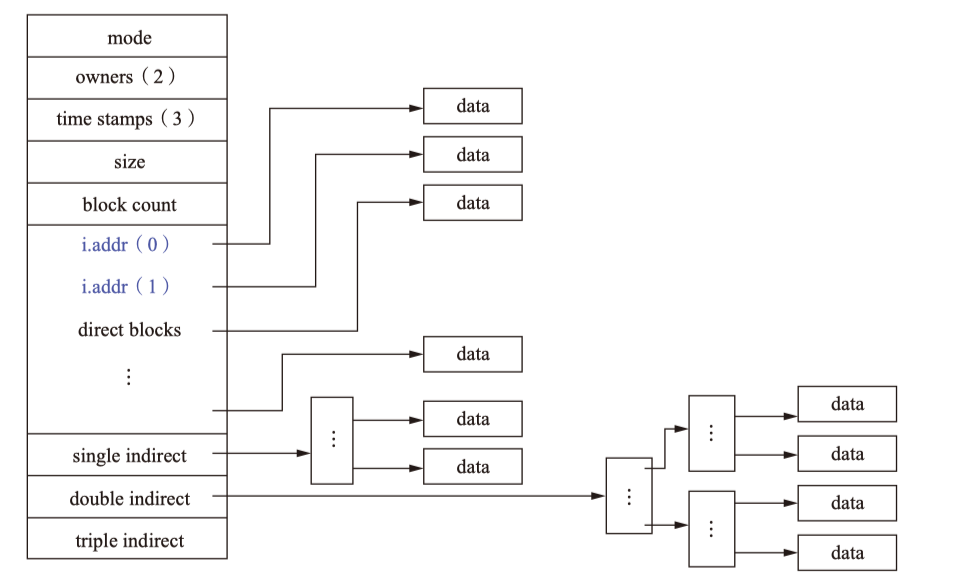 mode
owners（2）
time stamps（3）
size
block count
i.addr（0）
i.addr（1）
direct blocks
⋮
single indirect
double indirect
triple indirect
data
data
data
data
⋮
data
data
⋮
⋮
data
data
⋮
data
data